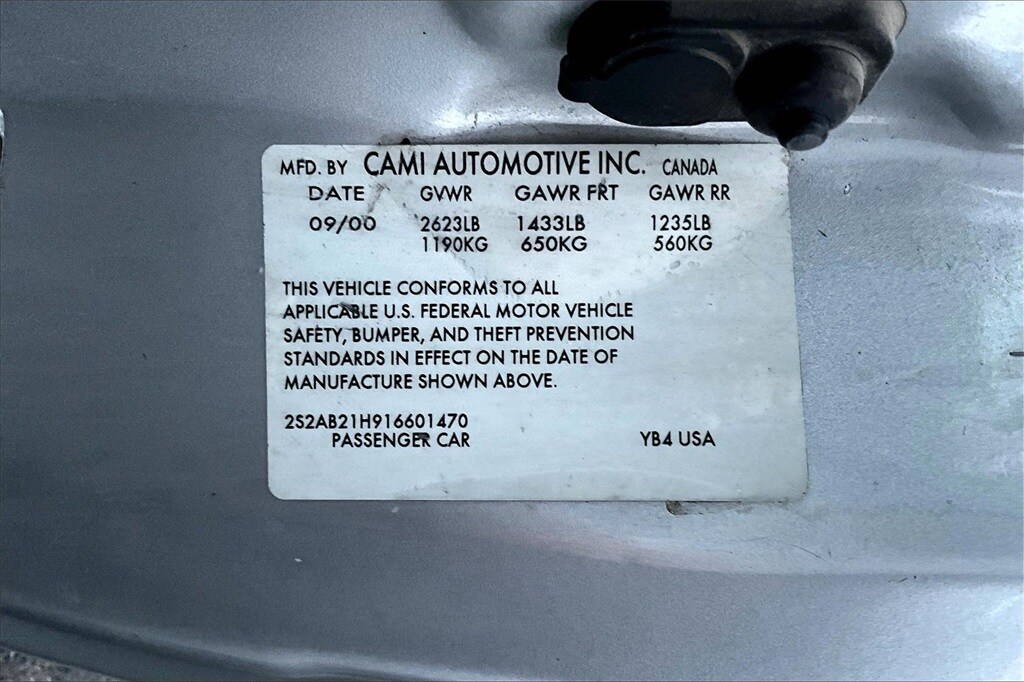 MFD. BY CAMI AUTOMOTIVE INC. CANADA
DATE GVWR GAWR FRT GAWR RR
09/00 2623LB 1433LB 1235LB
1190KG 650KG 560KG
THIS VEHICLE CONFORMS TO ALL
APPLICABLE U.S. FEDERAL MOTOR VEHICLE
SAFETY, BUMPER, AND THEFT PREVENTION
STANDARDS IN EFFECT ON THE DATE OF
MANUFACTURE SHOWN ABOVE.
2S2AB21H916601470
PASSENGER CAR YB4 USA